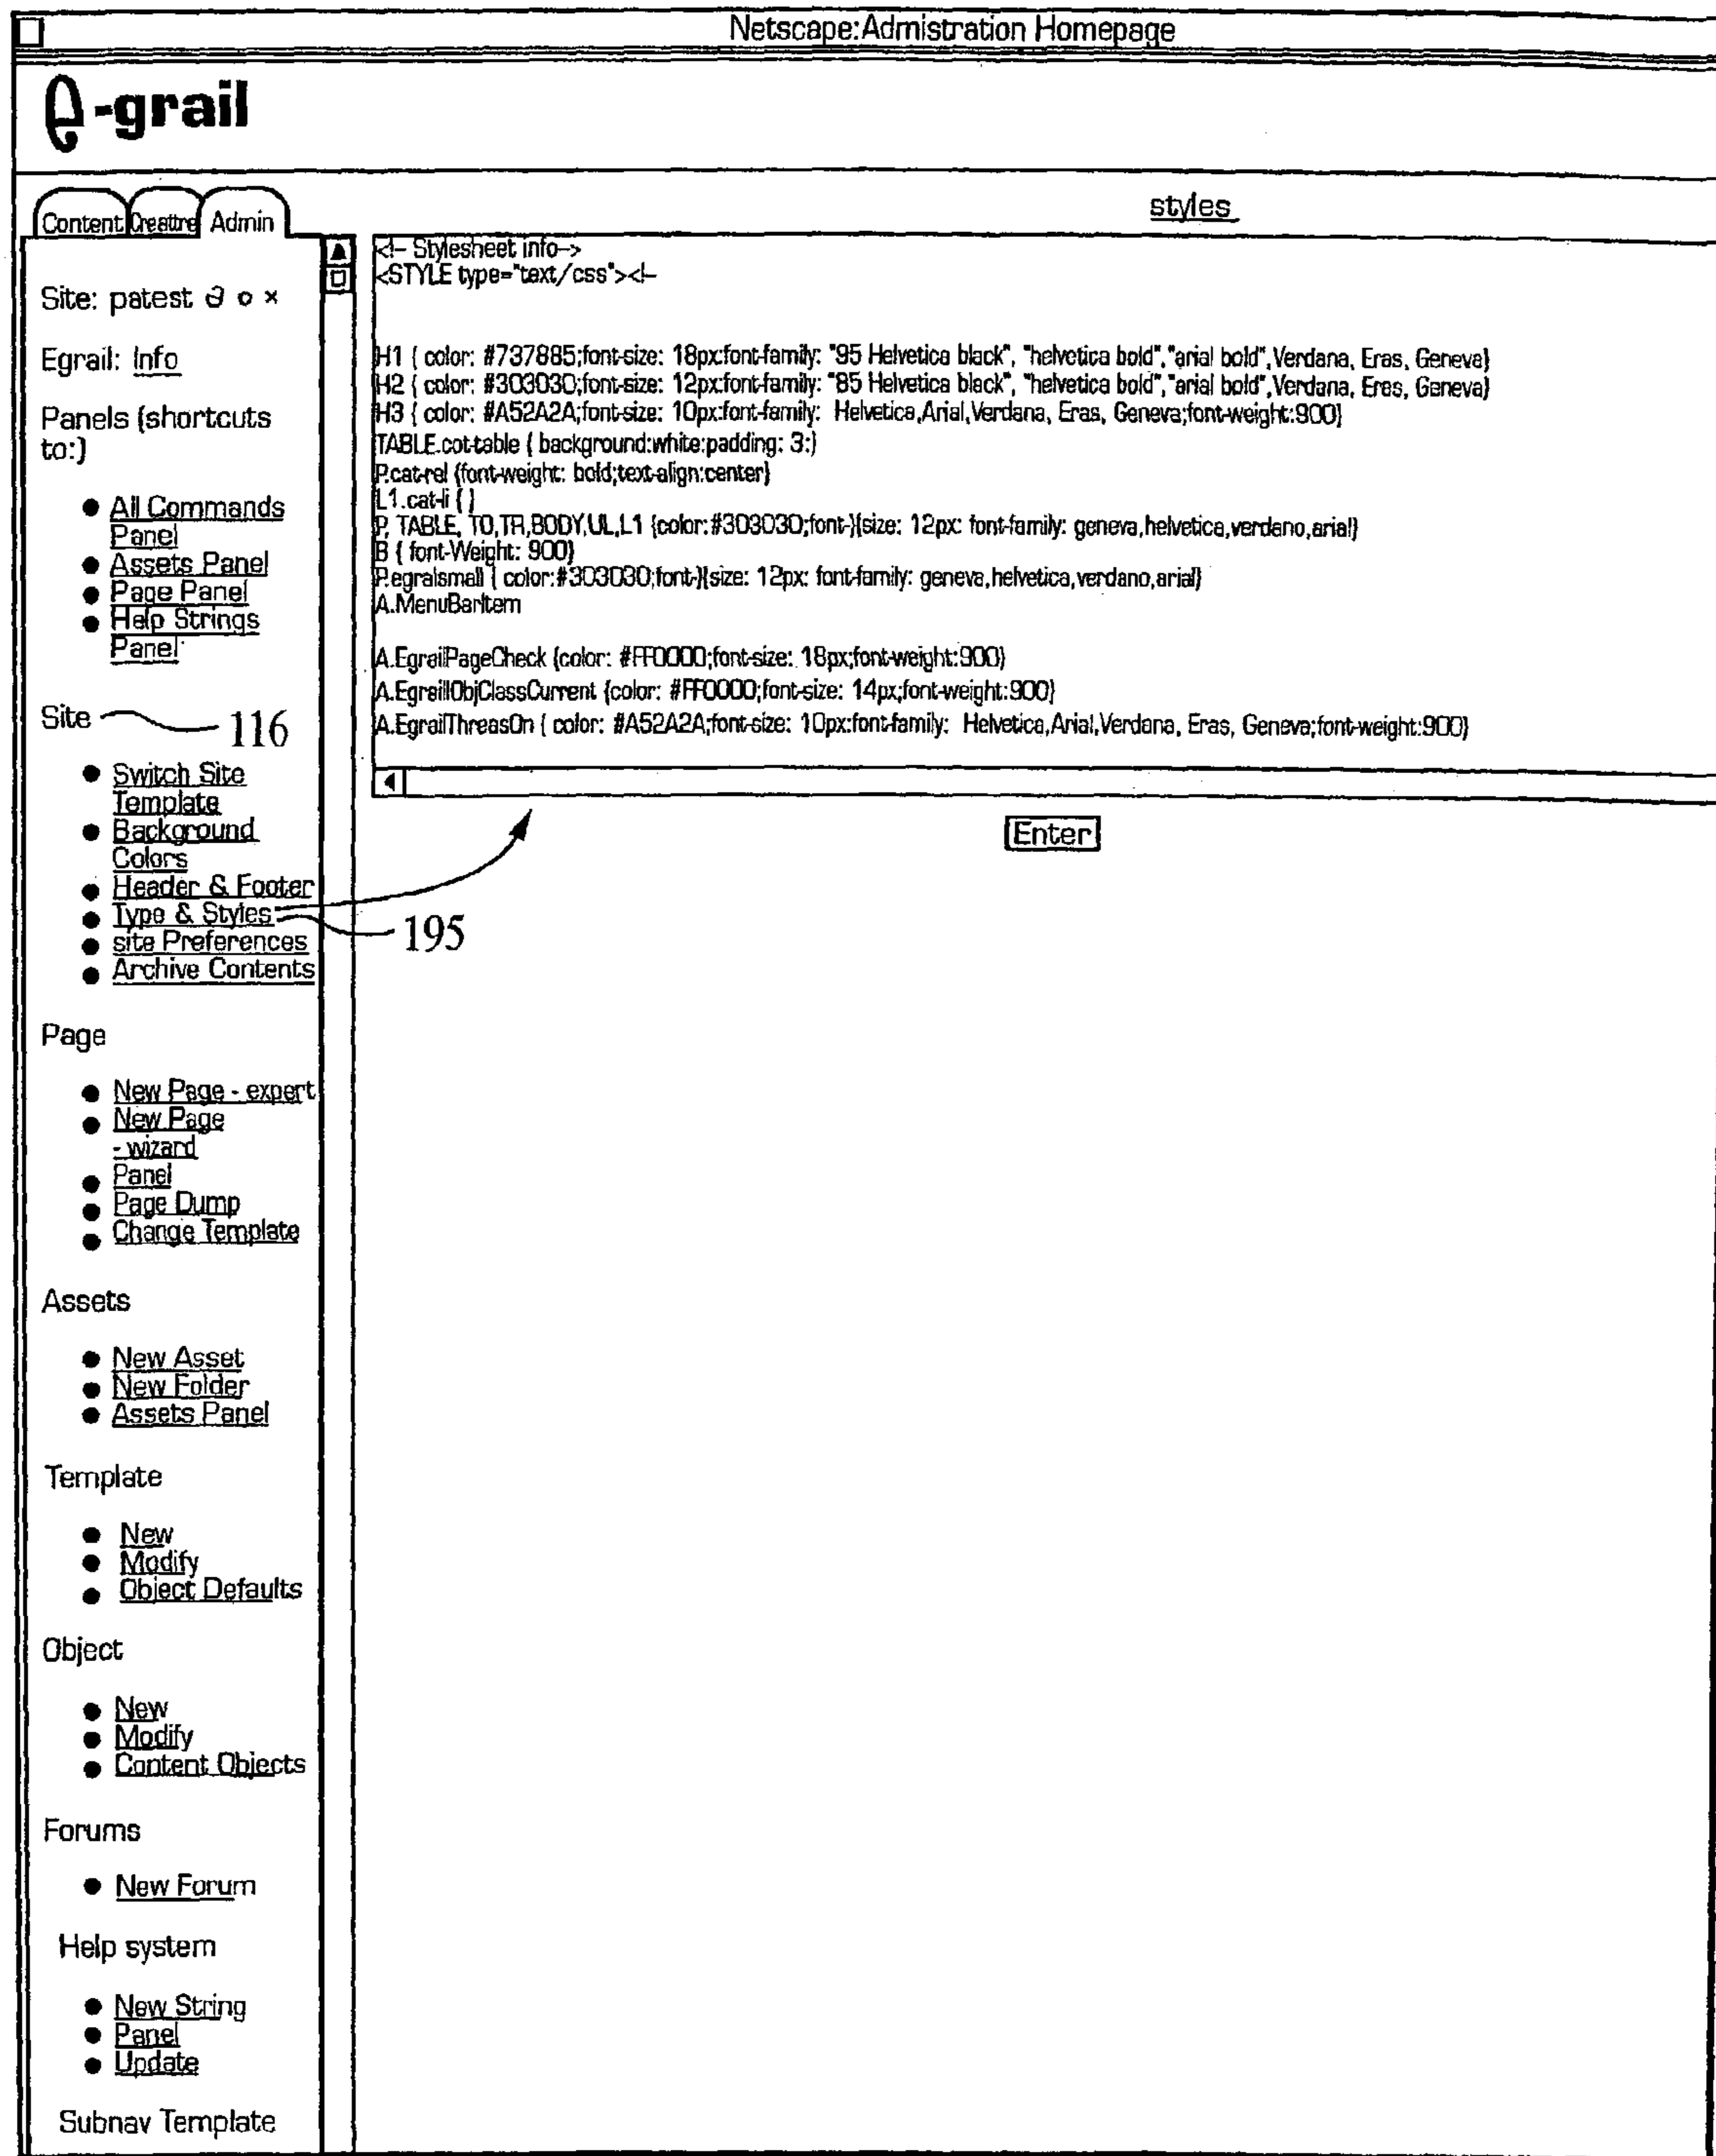 Netscape:Admistration Homepage
e-grail
Content Creattre Admin
Site: patest
Egrail: Info
Panels (shortcuts
to:)
All Commands
Panel
Assets Panel
Page Panel
Help Strings
Panel
Site 116
Switch Site
Template
Background
Colors
Header & Footer
Type & Styles 195
site Preferences
Archive Contents
Page
New Page - expert
New Page
- wizard
Panel
Page Dump
Change Template
Assets
New Asset
New Folder
Assets Panel
Template
New
Modify
Object Defaults
Object
New
Modify
Content Objects
Forums
New Forum
Help system
New String
Panel
Update
Subnav Template
styles
<!– Stylesheet info–>
<STYLE type="text/css"><!–
H1 { color: #737885;font-size: 18px:font-family: "95 Helvetica black", "helvetica bold","arial bold",Verdana, Eras, Geneva}
H2 { color: #303030;font-size: 12px:font-family: "85 Helvetica black", "helvetica bold","arial bold",Verdana, Eras, Geneva}
H3 { color: #A52A2A;font-size: 10px:font-family: Helvetica,Arial,Verdana, Eras, Geneva;font-weight:900}
TABLE.cot-table { background:white:padding: 3:}
P.cat-rel {font-weight: bold;text-align:center}
L1.cat-li { }
P, TABLE, TO,TR,BODY,UL,L1 {color:#303030;font-}{size: 12px: font-family: geneva,helvetica,verdano,arial}
B { font-Weight: 900}
P.egralsmall { color:#303030;font-}{size: 12px: font-family: geneva,helvetica,verdano,arial}
A.MenuBarItem
A.EgrailPageCheck {color: #FF0000;font-size: 18px;font-weight:900}
A.EgraillObjClassCurrent {color: #FF0000;font-size: 14px;font-weight:900}
A.EgrailThreasOn { color: #A52A2A;font-size: 10px:font-family: Helvetica,Arial,Verdana, Eras, Geneva;font-weight:900}
Enter